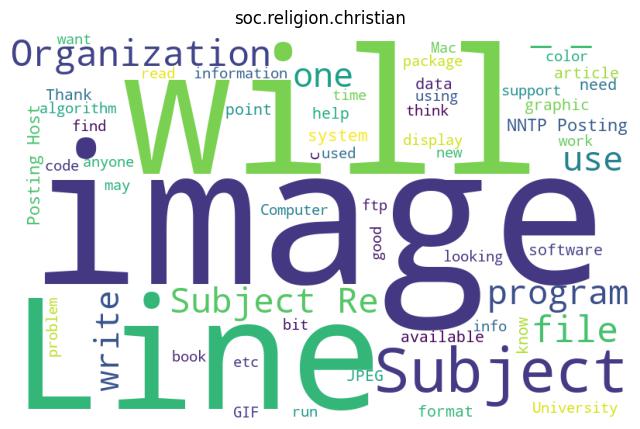 soc.religion.christian
want
Mac
color
Organization
will
package
read
information
one
data
article
Thank
support
need
algorithm
point
help
time
using
graphic
find
think
NNTP Posting
Posting Host
system
display
work
code
anyone
used
new
use
may
image
Computer
ftp
good
looking
software
Subject Re
program
Line
write
bit
info
file
problem
available
know
book
etc
JPEG
Subject
GIF
run
format
University